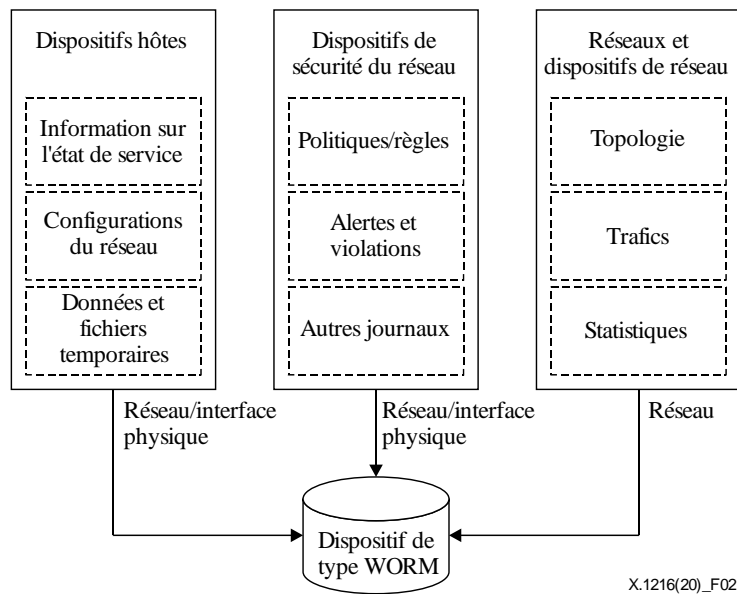 Dispositifs hôtes
Information sur
l'état de service
Configurations
du réseau
Données et
fichiers
temporaires
Dispositifs de
sécurité du réseau
Politiques/règles
Alertes et
violations
Autres journaux
Réseaux et
dispositifs de réseau
Topologie
Trafics
Statistiques
Réseau/interface
physique
Réseau/interface
physique
Réseau
Dispositif de
type WORM
X.1216(20)_F02